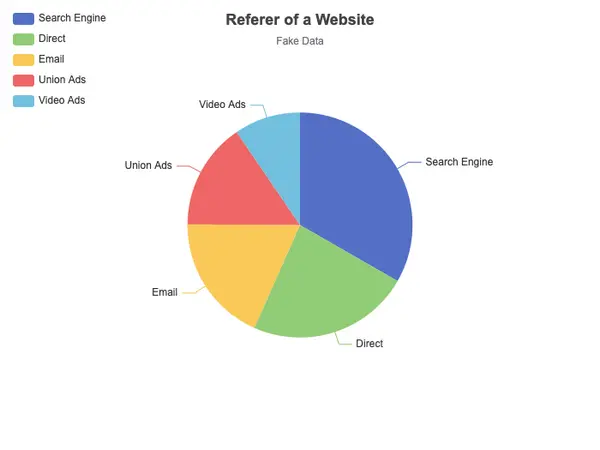 Search Engine
Direct
Email
Union Ads
Video Ads
Referer of a Website
Fake Data
Video Ads
Union Ads
Search Engine
Email
Direct